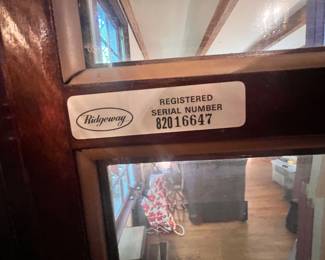 Ridgeway
REGISTERED
SERIAL NUMBER
82016647